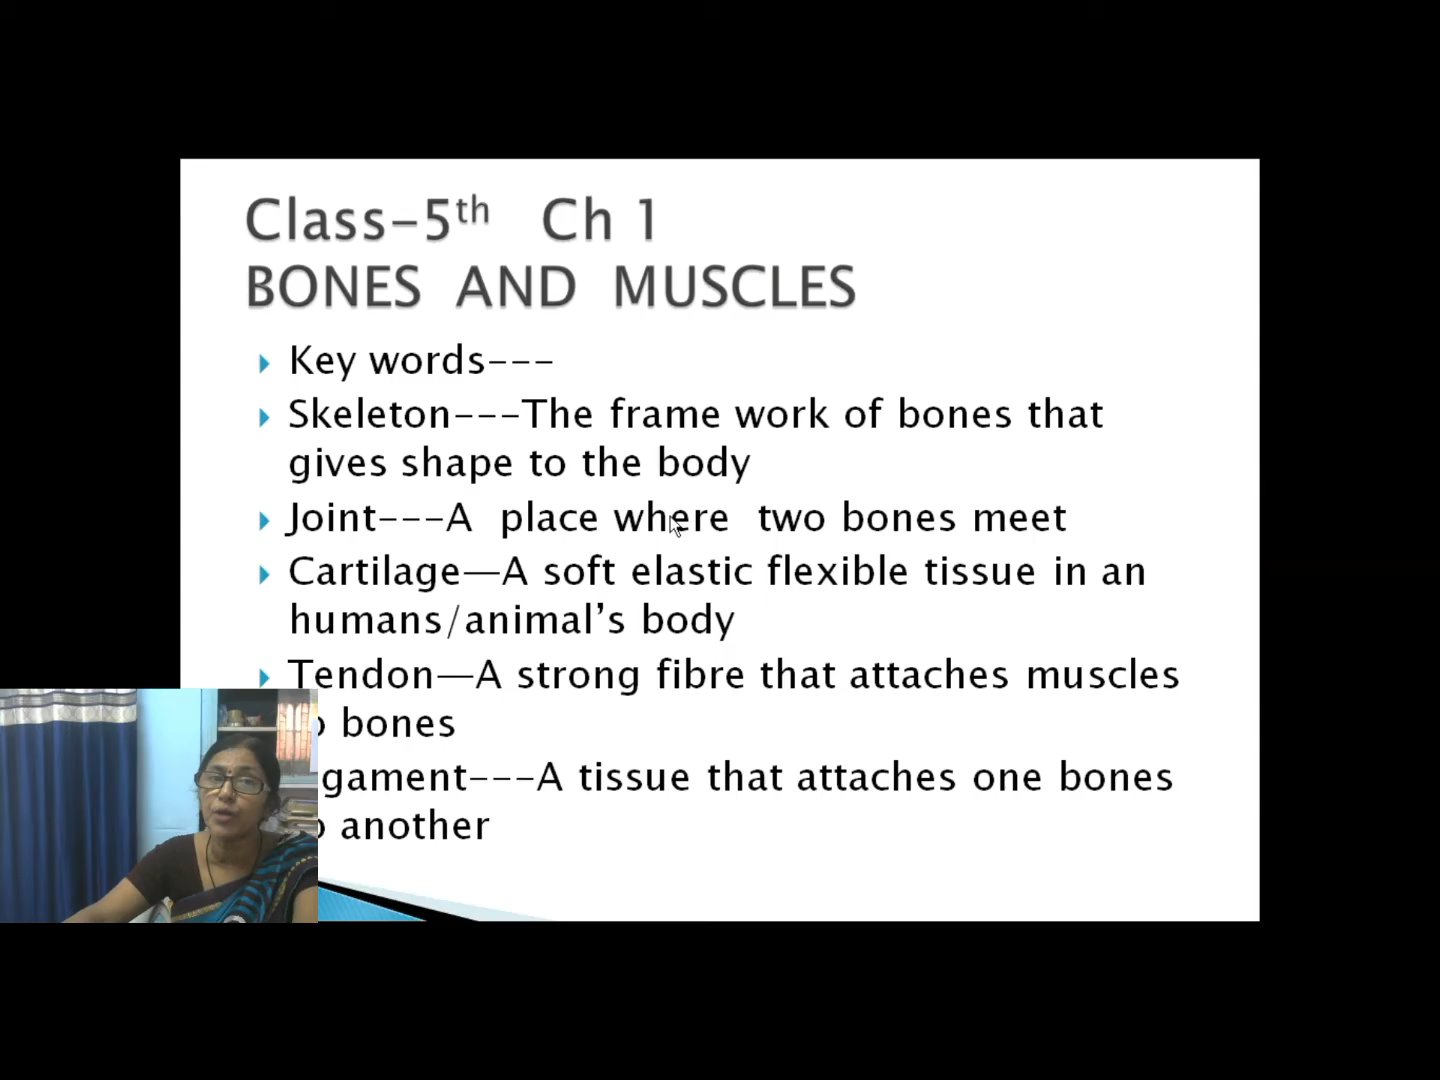 Class-5th Ch 1
BONES AND MUSCLES
Key words---
Skeleton---The frame work of bones that
gives shape to the body
Joint---A place where two bones meet
Cartilage—A soft elastic flexible tissue in an
humans/animal's body
Tendon—A strong fibre that attaches muscles
bones
gament---A tissue that attaches one bones
another